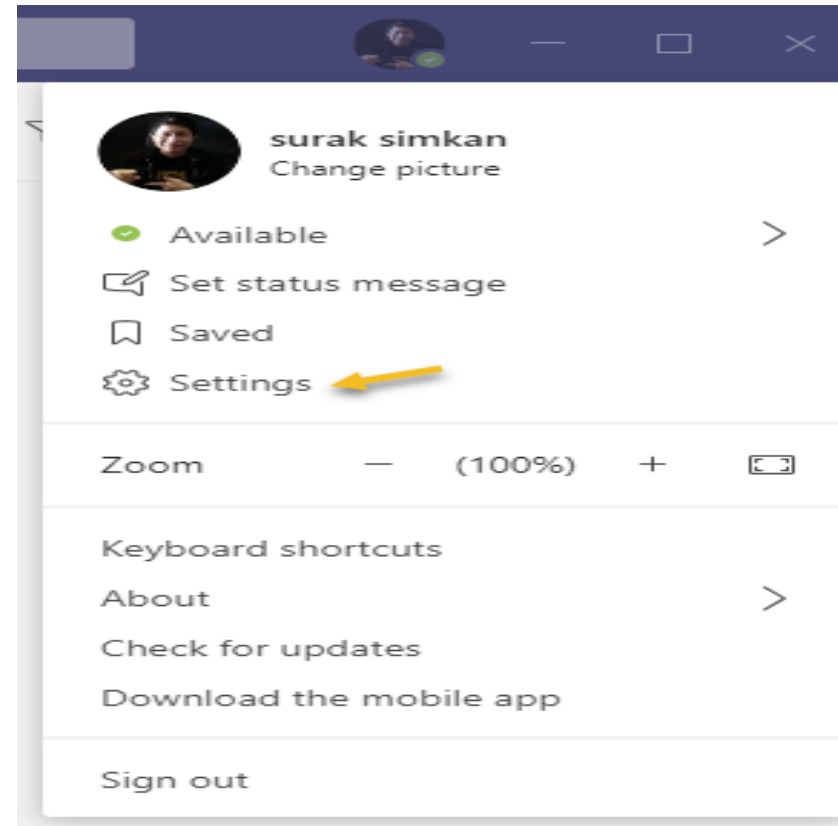 surak simkan
Change picture
Available
Set status message
Saved
Settings
Zoom — (100%) +
Keyboard shortcuts
About
Check for updates
Download the mobile app
Sign out